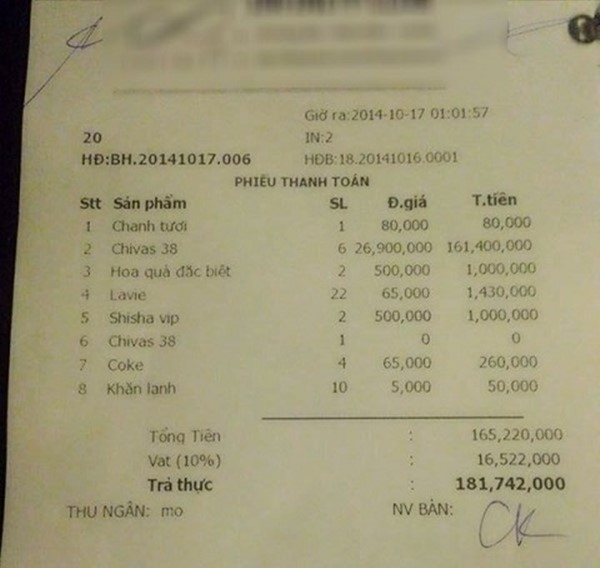 Giờ ra:2014-10-17 01:01:57
20 IN:2
HĐ:BH.20141017.006 HĐB:18.20141016.0001
PHIẾU THANH TOÁN
Stt Sản phẩm SL Đ.giá T.tiền
1 Chanh tươi 1 80,000 80,000
2 Chivas 38 6 26,900,000 161,400,000
3 Hoa quả đặc biệt 2 500,000 1,000,000
4 Lavie 22 65,000 1,430,000
5 Shisha vip 2 500,000 1,000,000
6 Chivas 38 1 0 0
7 Coke 4 65,000 260,000
8 Khăn lạnh 10 5,000 50,000
Tổng Tiền : 165,220,000
Vat (10%) : 16,522,000
Trả thực : 181,742,000
THU NGÂN: mo NV BÀN: